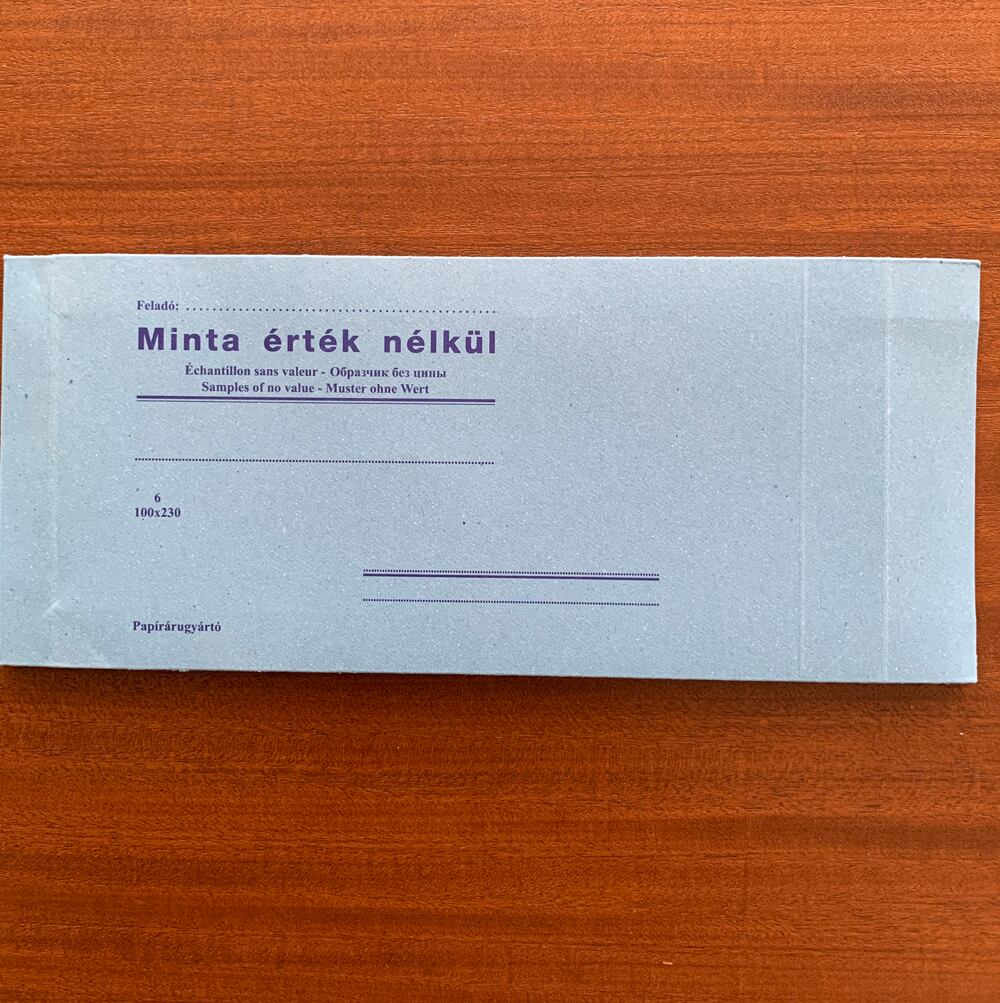 Feladó: ................................................
Minta érték nélkül
Échantillon sans valeur - Образчик без цины
Samples of no value - Muster ohne Wert
6
100x230
Papírárugyártó